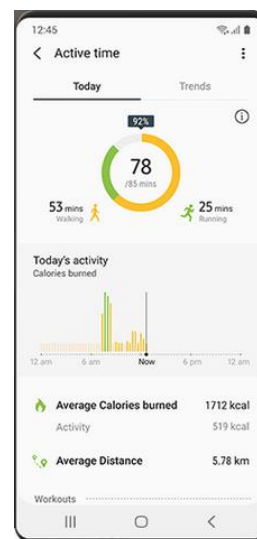 12:45
Active time
Today Trends
92%
78
/85 mins
53 mins
Walking
25 mins
Running
Today's activity
Calories burned
12 am 6 am Now 6 pm 12 am
Average Calories burned 1712 kcal
Activity 519 kcal
Average Distance 5.78 km
Workouts